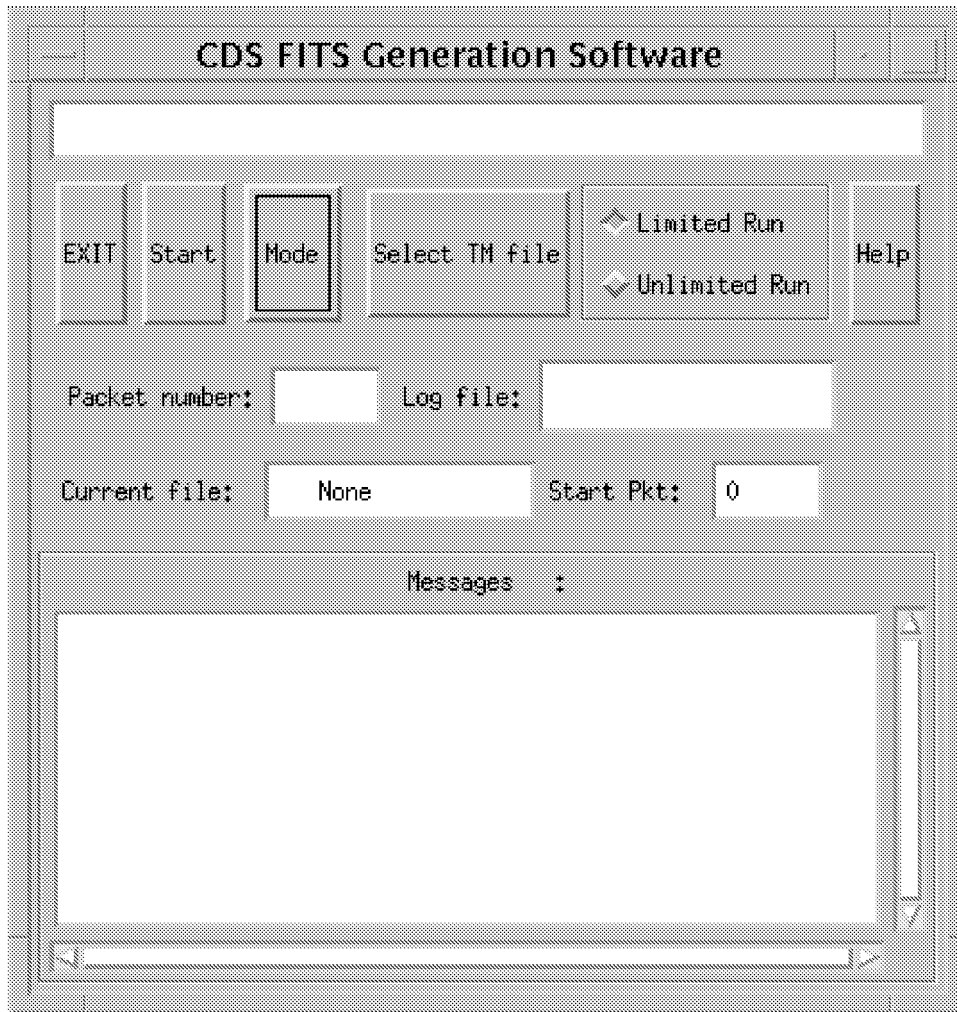 CDS FITS Generation Software
EXIT Start Mode Select TM file Limited Run Help
Unlimited Run
Packet number: Log file:
Current file: None Start Pkt: 0
Messages :